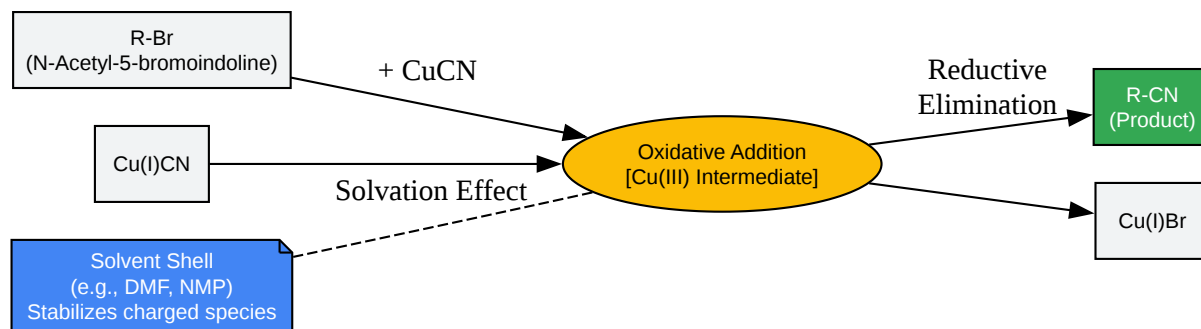 R-Br
(N-Acetyl-5-bromoindoline)
+ CuCN
Cu(I)CN
Solvation Effect
Solvent Shell
(e.g., DMF, NMP)
Stabilizes charged species
Oxidative Addition
[Cu(III) Intermediate]
Reductive
Elimination
R-CN
(Product)
Cu(I)Br